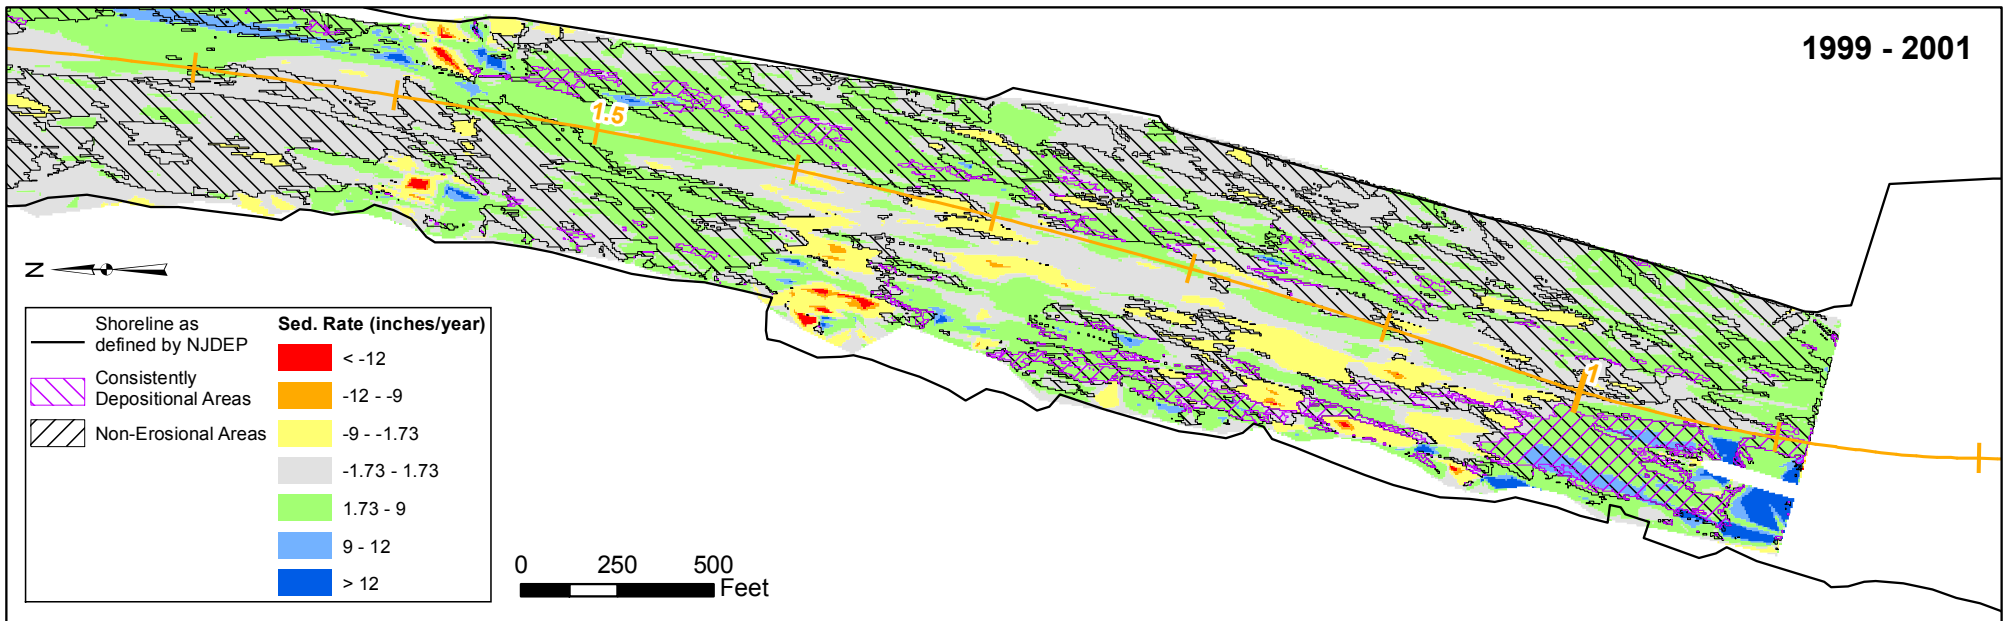 1999 - 2001
1.5
1
N
Shoreline as
defined by NJDEP
Consistently
Depositional Areas
Non-Erosional Areas
Sed. Rate (inches/year)
< -12
-12 - -9
-9 - -1.73
-1.73 - 1.73
1.73 - 9
9 - 12
> 12
0 250 500
Feet